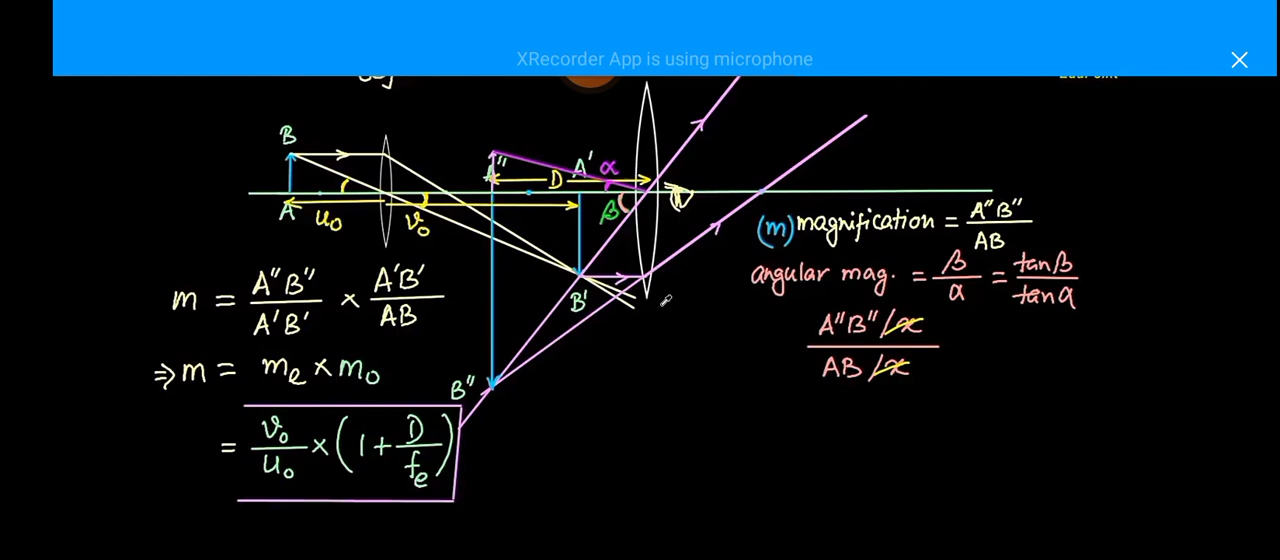 XRecorder App is using microphone
B
A" A' α
D
A u₀ v₀ β
(m) magnification = A"B" / AB
angular mag. = β / α = tanβ / tanα
A"B"/x
AB/x
B'
B"
m = A"B" / A'B' × A'B' / AB
⇒ m = mₑ × m₀
= v₀ / u₀ × (1 + D / fₑ)